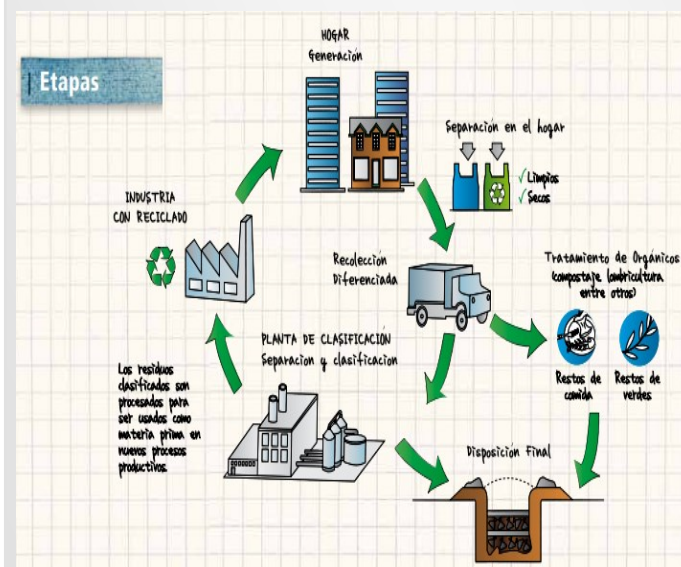 Etapas
HOGAR
Generación
Separación en el hogar
✓ Limpios
✓ Secos
INDUSTRIA
CON RECICLADO
Recolección
Diferenciada
Tratamiento de Orgánicos
(compostaje lombricultura
entre otros)
Restos de
comida
Restos de
verdes
PLANTA DE CLASIFICACIÓN
Separacion y clasificacion
Los residuos
clasificados son
procesados para
ser usados como
materia prima en
nuevos procesos
productivos.
Disposición Final